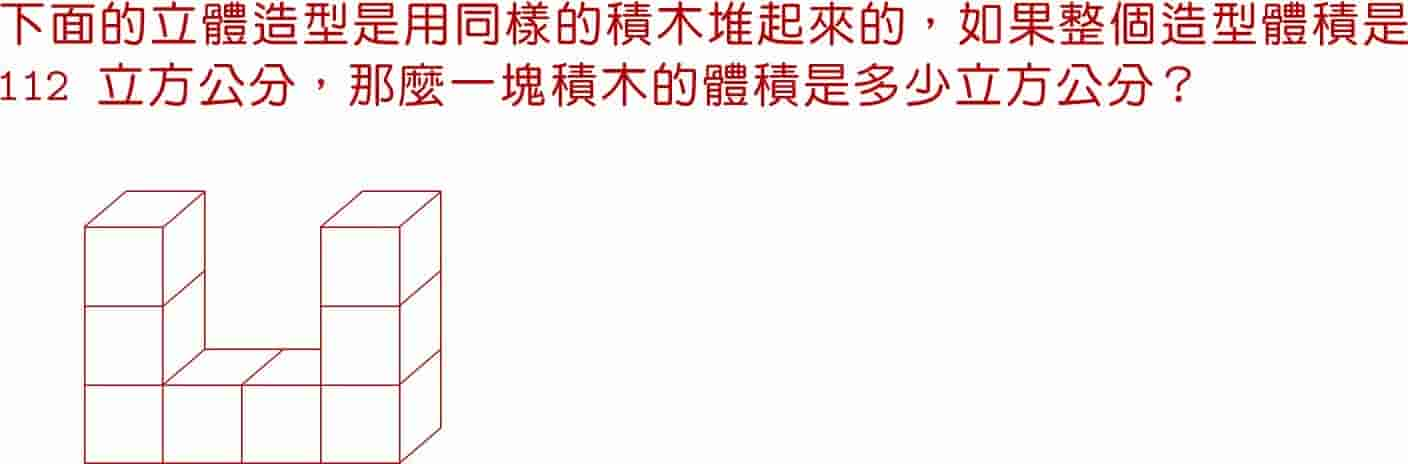 下面的立體造型是用同樣的積木堆起來的，如果整個造型體積是
112 立方公分，那麼一塊積木的體積是多少立方公分？